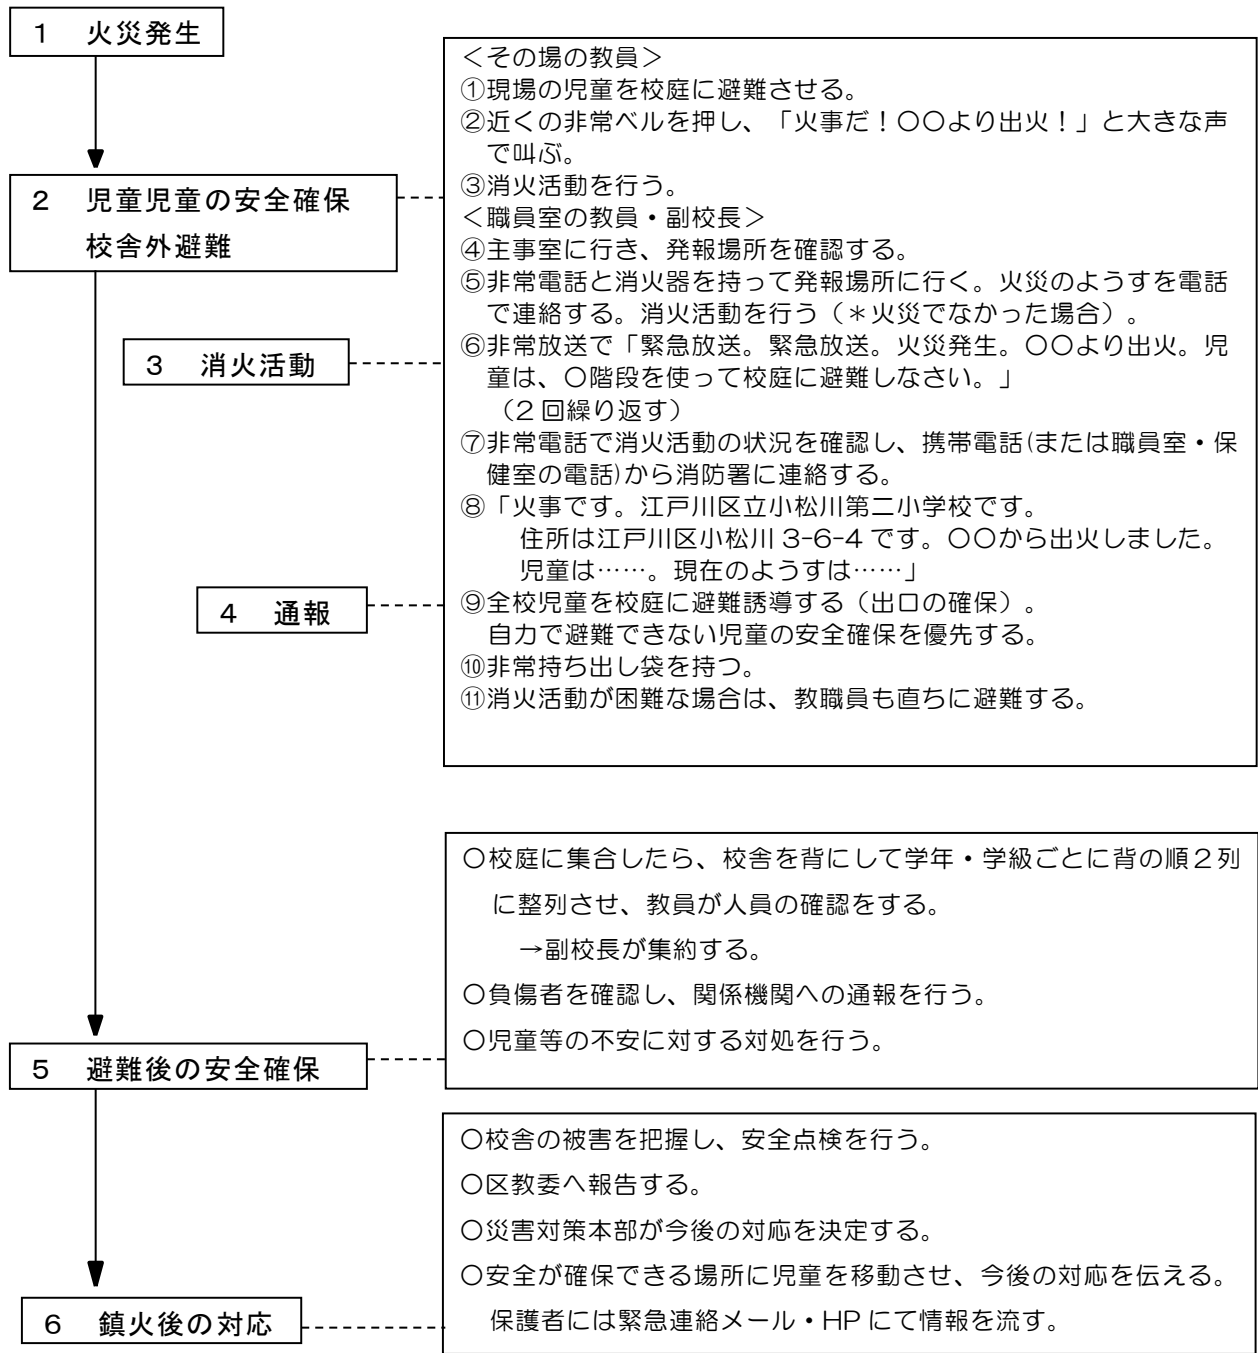 １　火災発生
＜その場の教員＞
①現場の児童を校庭に避難させる。
②近くの非常ベルを押し、「火事だ！〇〇より出火！」と大きな声
で叫ぶ。
③消火活動を行う。
＜職員室の教員・副校長＞
④主事室に行き、発報場所を確認する。
⑤非常電話と消火器を持って発報場所に行く。火災のようすを電話
で連絡する。消火活動を行う（＊火災でなかった場合）。
⑥非常放送で「緊急放送。緊急放送。火災発生。〇〇より出火。児
童は、〇階段を使って校庭に避難しなさい。」
（２回繰り返す）
⑦非常電話で消火活動の状況を確認し、携帯電話(または職員室・保
健室の電話)から消防署に連絡する。
⑧「火事です。江戸川区立小松川第二小学校です。
住所は江戸川区小松川 3-6-4 です。〇〇から出火しました。
児童は……。現在のようすは……」
⑨全校児童を校庭に避難誘導する（出口の確保）。
自力で避難できない児童の安全確保を優先する。
⑩非常持ち出し袋を持つ。
⑪消火活動が困難な場合は、教職員も直ちに避難する。
２　児童児童の安全確保
校舎外避難
３　消火活動
４　通報
〇校庭に集合したら、校舎を背にして学年・学級ごとに背の順２列
に整列させ、教員が人員の確認をする。
→副校長が集約する。
〇負傷者を確認し、関係機関への通報を行う。
〇児童等の不安に対する対処を行う。
５　避難後の安全確保
〇校舎の被害を把握し、安全点検を行う。
〇区教委へ報告する。
〇災害対策本部が今後の対応を決定する。
〇安全が確保できる場所に児童を移動させ、今後の対応を伝える。
保護者には緊急連絡メール・HP にて情報を流す。
６　鎮火後の対応